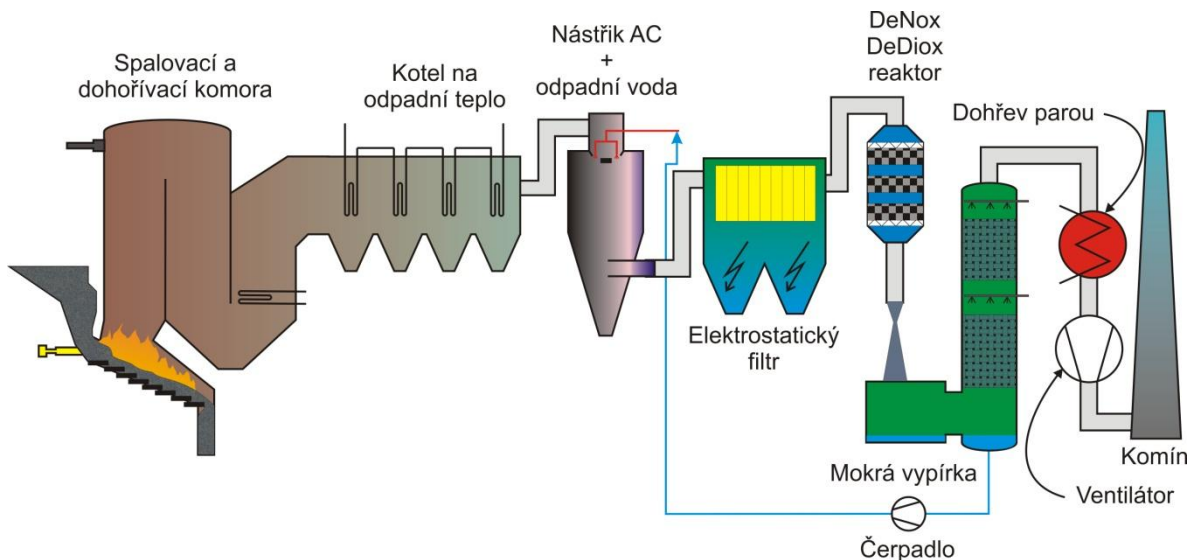 Spalovací a
dohořívací komora
Kotel na
odpadní teplo
Nástřik AC
+
odpadní voda
DeNox
DeDiox
reaktor
Dohřev parou
Elektrostatický
filtr
Mokrá vypírka
Komín
Ventilátor
Čerpadlo